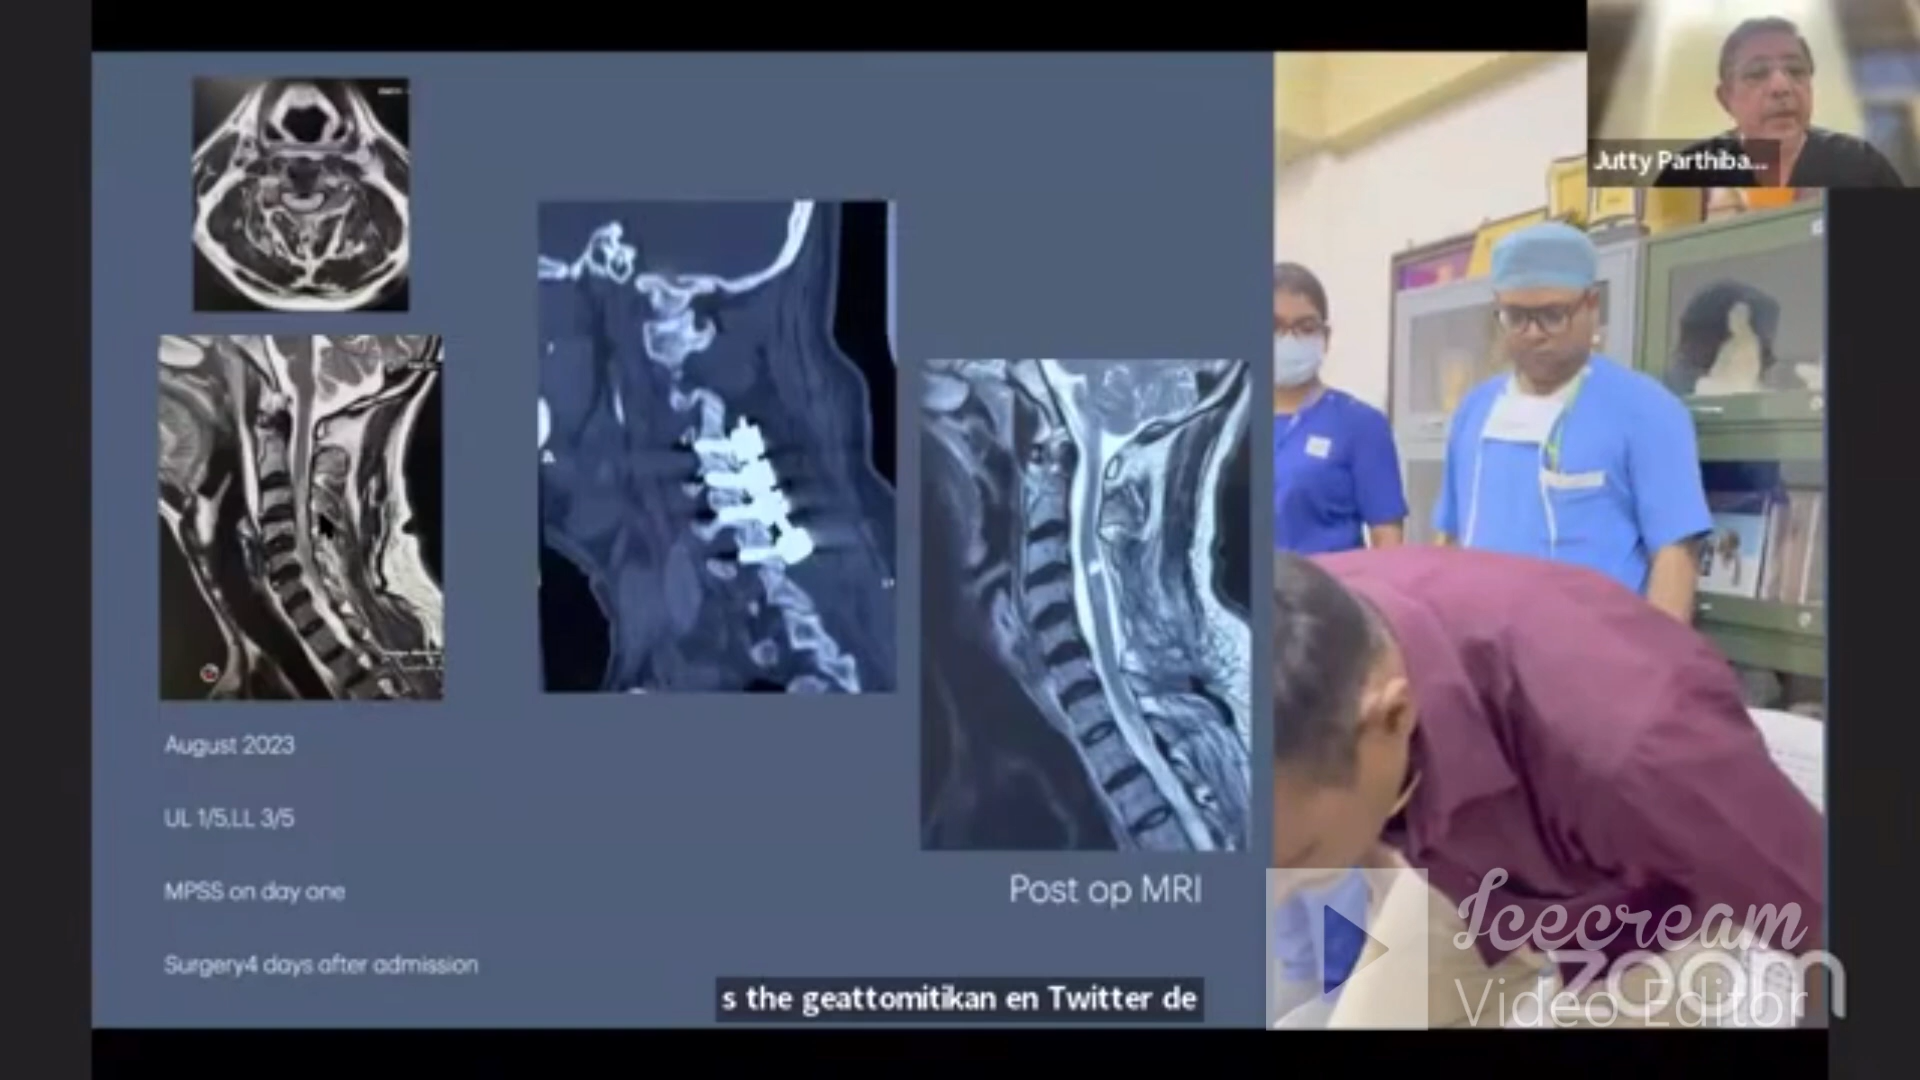 Jutty Parthiba...
A
August 2023
UL 1/5,LL 3/5
MPSS on day one
Surgery4 days after admission
Post op MRI
s the geattomitikan en Twitter de
Icecream
Video Editor
zoom